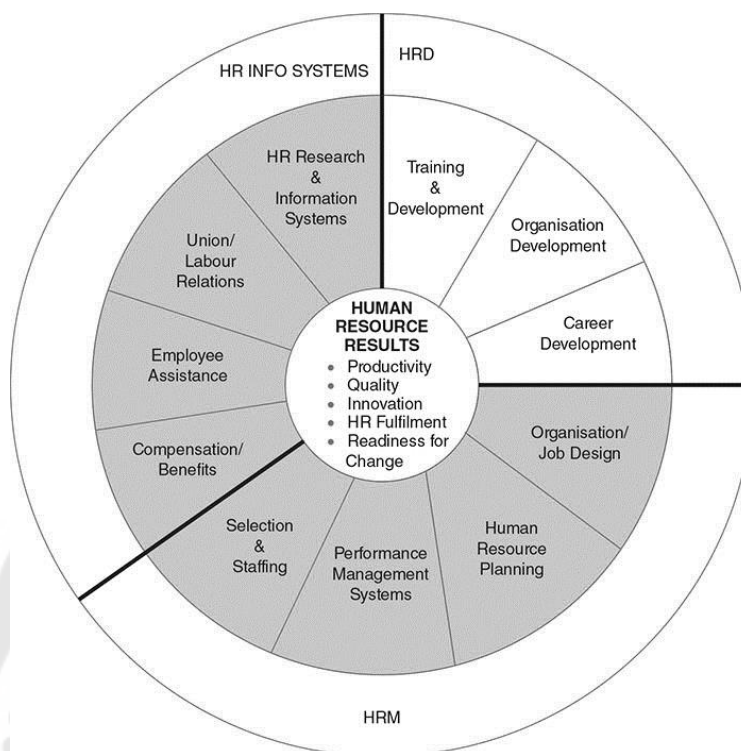 HR INFO SYSTEMS
HRD
HR Research
&
Information
Systems
Training
&
Development
Union/
Labour
Relations
Organisation
Development
Employee
Assistance
Career
Development
HUMAN
RESOURCE
RESULTS
• Productivity
• Quality
• Innovation
• HR Fulfilment
• Readiness for
Change
Compensation/
Benefits
Organisation/
Job Design
Selection
&
Staffing
Performance
Management
Systems
Human
Resource
Planning
HRM